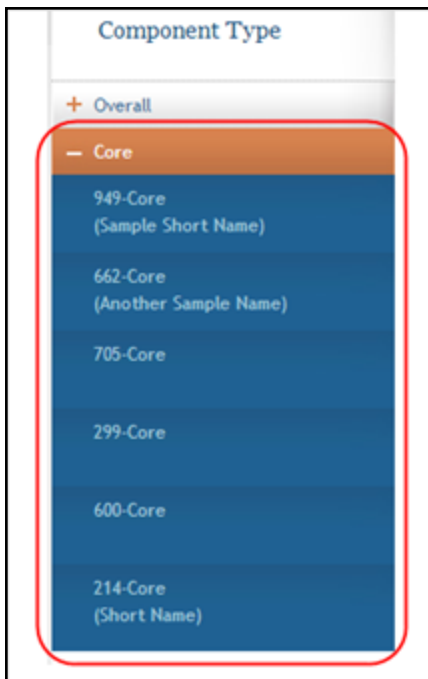 Component Type
+ Overall
– Core
949-Core
(Sample Short Name)
662-Core
(Another Sample Name)
705-Core
299-Core
600-Core
214-Core
(Short Name)